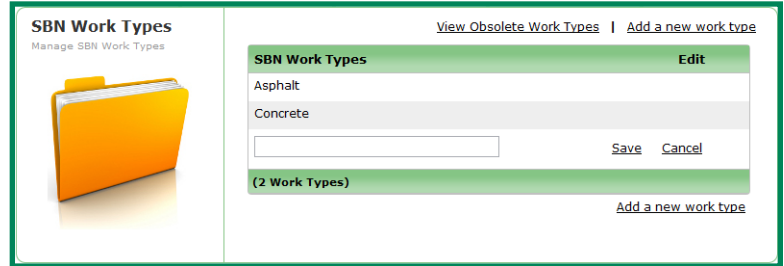 SBN Work Types
Manage SBN Work Types
View Obsolete Work Types | Add a new work type
SBN Work Types Edit
Asphalt
Concrete
Save Cancel
(2 Work Types)
Add a new work type